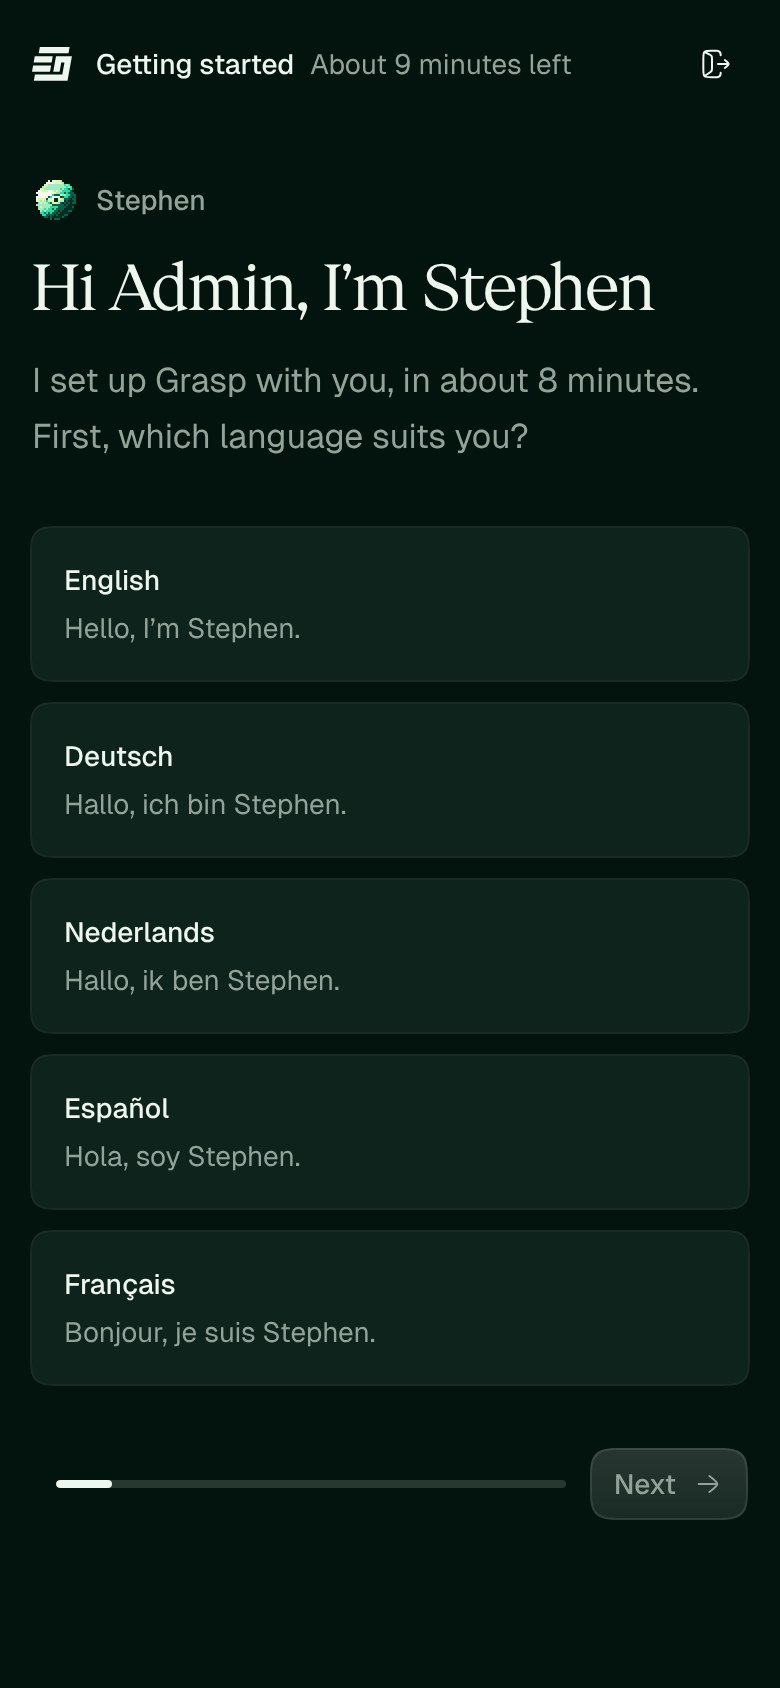 Getting started About 9 minutes left
Stephen
Hi Admin, I’m Stephen
I set up Grasp with you, in about 8 minutes.
First, which language suits you?
English
Hello, I’m Stephen.
Deutsch
Hallo, ich bin Stephen.
Nederlands
Hallo, ik ben Stephen.
Español
Hola, soy Stephen.
Français
Bonjour, je suis Stephen.
Next